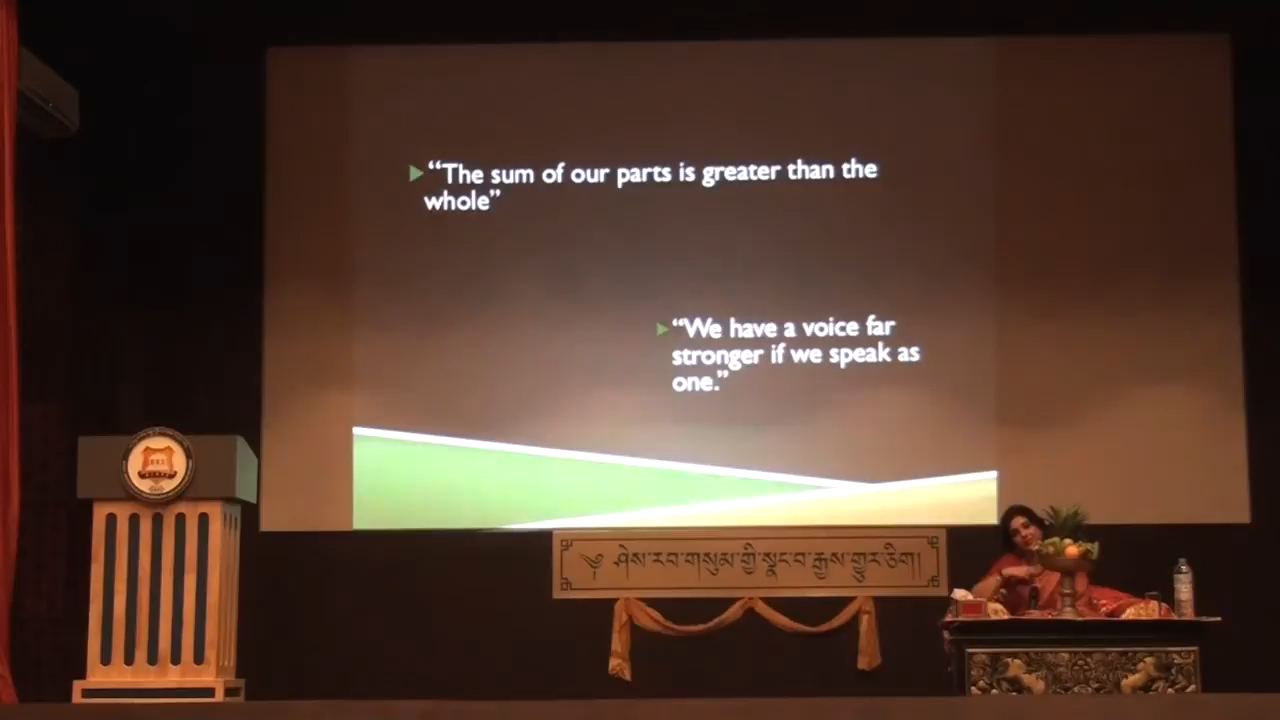 “The sum of our parts is greater than the
whole”
“We have a voice far
stronger if we speak as
one.”
༄ ཤེས་རབ་གསུམ་གྱི་སྣང་བ་རྒྱས་གྱུར་ཅིག།